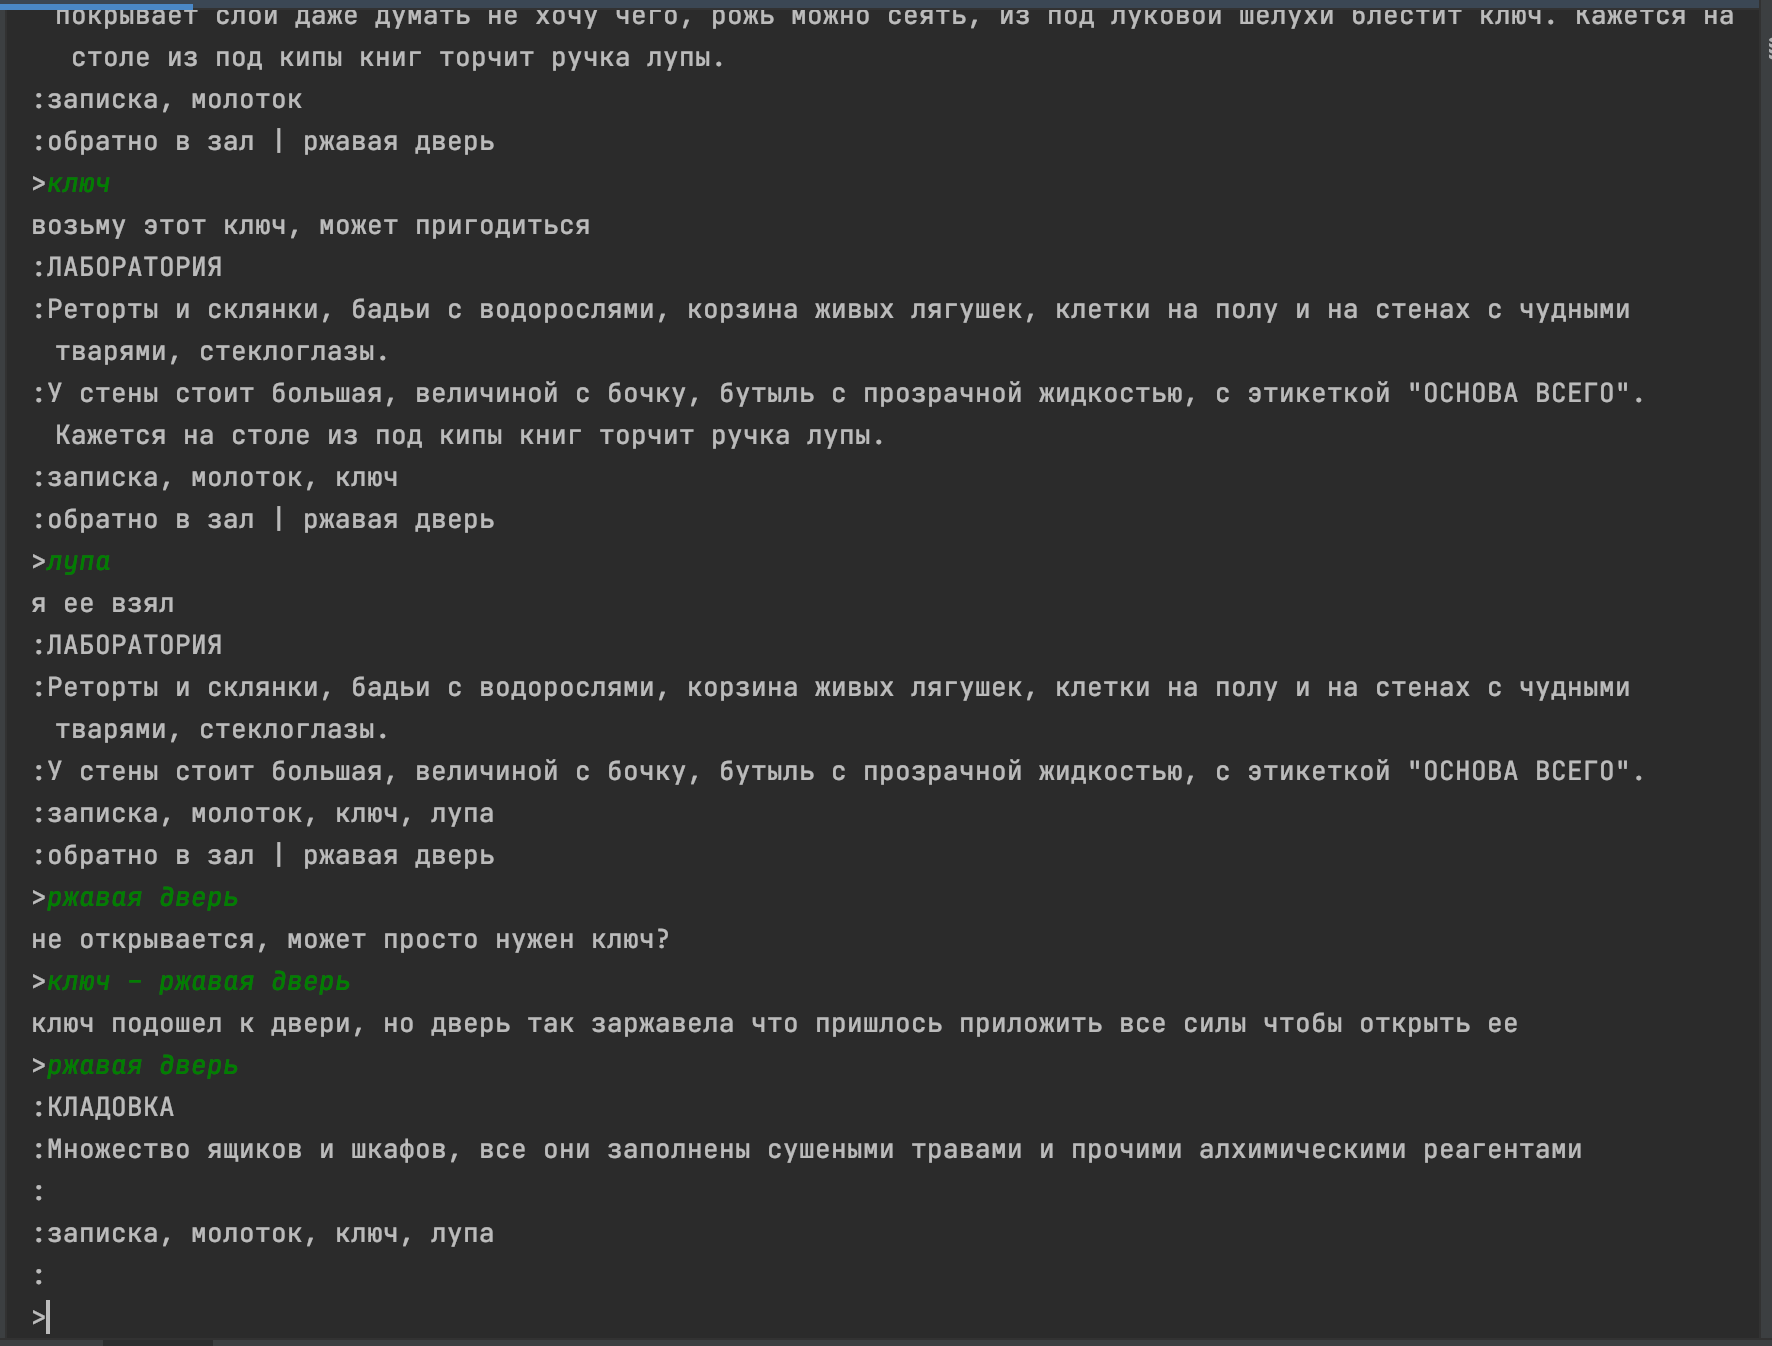 покрывает слой даже думать не хочу чего, рожь можно сеять, из под луковой шелухи блестит ключ. Кажется на
столе из под кипы книг торчит ручка лупы.
:записка, молоток
:обратно в зал | ржавая дверь
>ключ
возьму этот ключ, может пригодиться
:ЛАБОРАТОРИЯ
:Реторты и склянки, бадьи с водорослями, корзина живых лягушек, клетки на полу и на стенах с чудными
тварями, стеклоглазы.
:У стены стоит большая, величиной с бочку, бутыль с прозрачной жидкостью, с этикеткой "ОСНОВА ВСЕГО".
Кажется на столе из под кипы книг торчит ручка лупы.
:записка, молоток, ключ
:обратно в зал | ржавая дверь
>лупа
я ее взял
:ЛАБОРАТОРИЯ
:Реторты и склянки, бадьи с водорослями, корзина живых лягушек, клетки на полу и на стенах с чудными
тварями, стеклоглазы.
:У стены стоит большая, величиной с бочку, бутыль с прозрачной жидкостью, с этикеткой "ОСНОВА ВСЕГО".
:записка, молоток, ключ, лупа
:обратно в зал | ржавая дверь
>ржавая дверь
не открывается, может просто нужен ключ?
>ключ - ржавая дверь
ключ подошел к двери, но дверь так заржавела что пришлось приложить все силы чтобы открыть ее
>ржавая дверь
:КЛАДОВКА
:Множество ящиков и шкафов, все они заполнены сушеными травами и прочими алхимическими реагентами
:
:записка, молоток, ключ, лупа
:
>